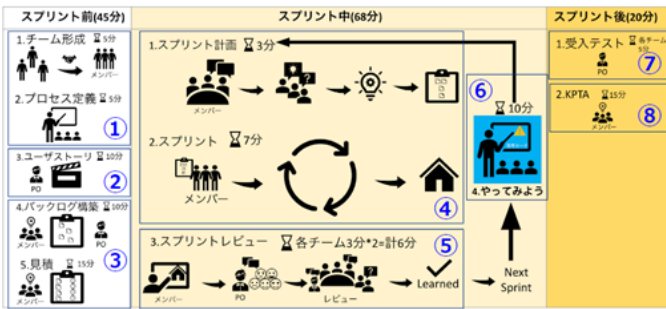 スプリント前(45分)
スプリント中(68分)
スプリント後(20分)
1.チーム形成 5分
メンバー
2.プロセス定義 5分
①
3.ユーザストーリ 10分
PO
②
4.バックログ構築 10分
メンバー
PO
③
5.見積 15分
メンバー
1.スプリント計画 3分
メンバー
2.スプリント 7分
メンバー
④
3.スプリントレビュー 各チーム3分*2=計6分
⑤
メンバー
PO
レビュー
Learned
Next
Sprint
⑥
10分
4.やってみよう
1.受入テスト 各チーム
5分
PO
⑦
2.KPTA 15分
メンバー
⑧